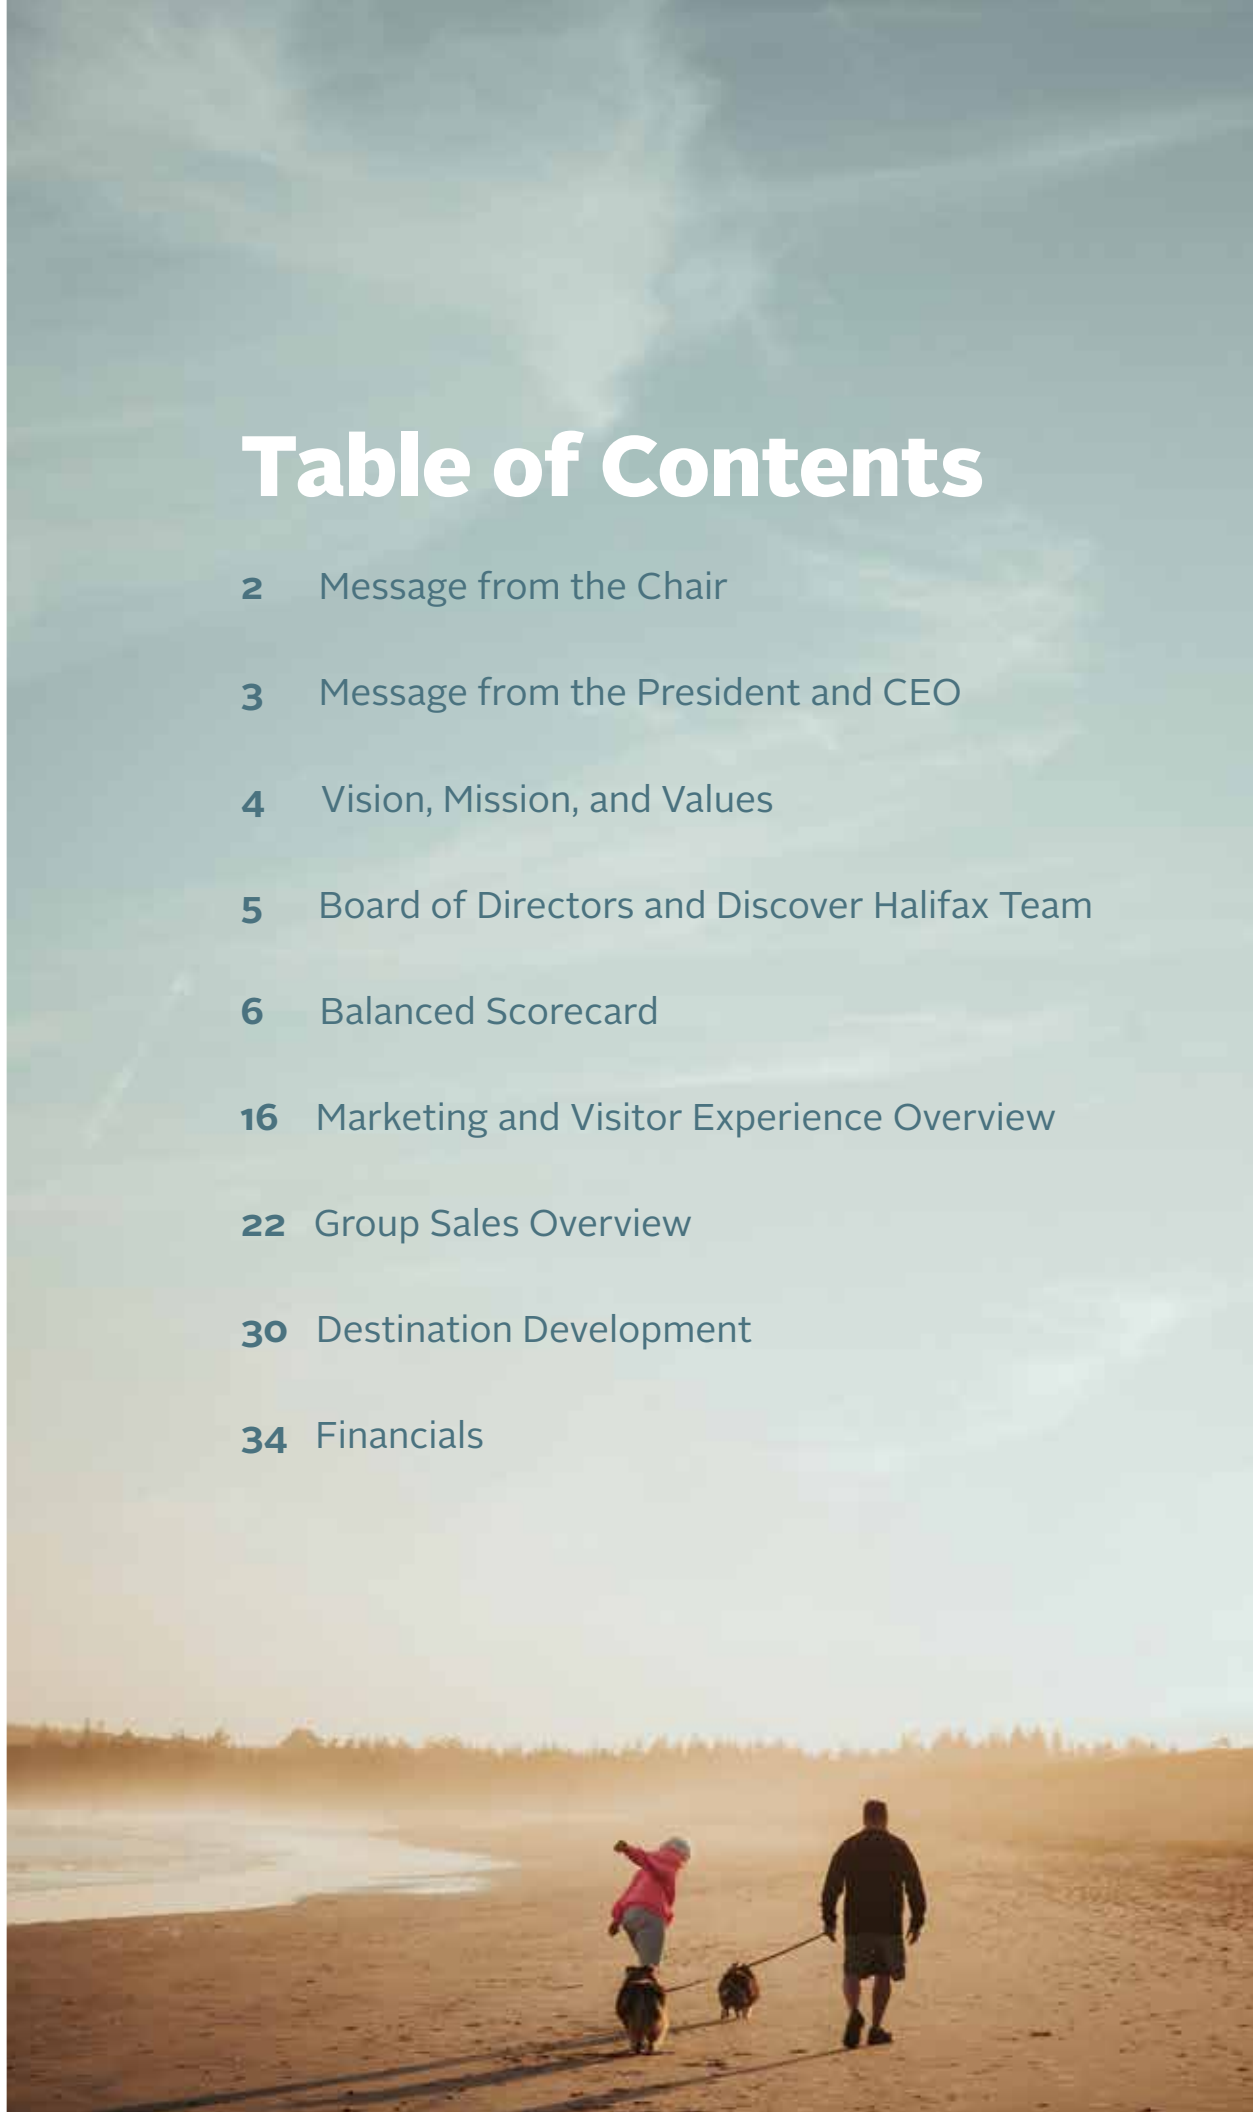 Table of Contents
2 Message from the Chair
3 Message from the President and CEO
4 Vision, Mission, and Values
5 Board of Directors and Discover Halifax Team
6 Balanced Scorecard
16 Marketing and Visitor Experience Overview
22 Group Sales Overview
30 Destination Development
34 Financials